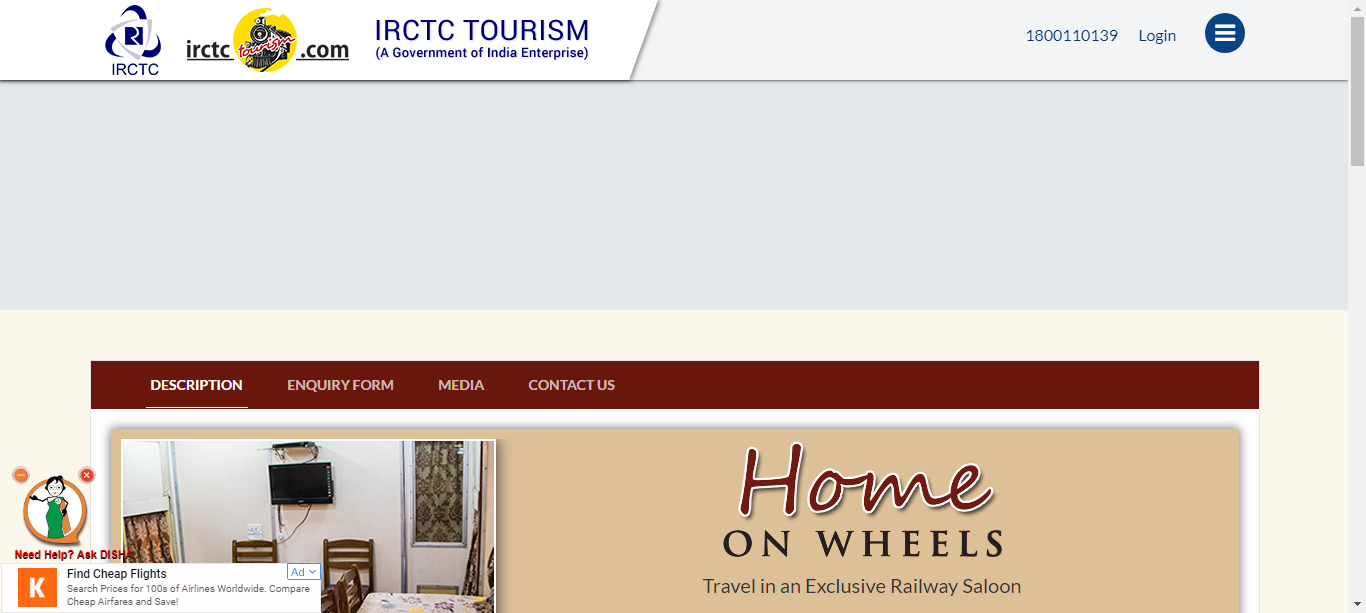 IRCTC
irctc tourism .com
IRCTC TOURISM
(A Government of India Enterprise)
1800110139 Login
DESCRIPTION ENQUIRY FORM MEDIA CONTACT US
Home
ON WHEELS
Travel in an Exclusive Railway Saloon
Need Help? Ask DISHA
K
Find Cheap Flights
Ad
Search Prices for 100s of Airlines Worldwide. Compare
Cheap Airfares and Save!